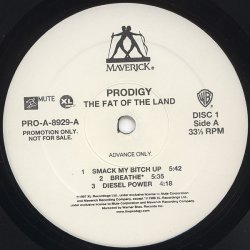 MAVERICK®
PRODIGY
THE FAT OF THE LAND
MUTE XL
PRO-A-8929-A
PROMOTION ONLY.
NOT FOR SALE.
DISC 1
Side A
33⅓ RPM
ADVANCE ONLY.
1 SMACK MY BITCH UP 5:42
2 BREATHE* 5:35
3 DIESEL POWER 4:18